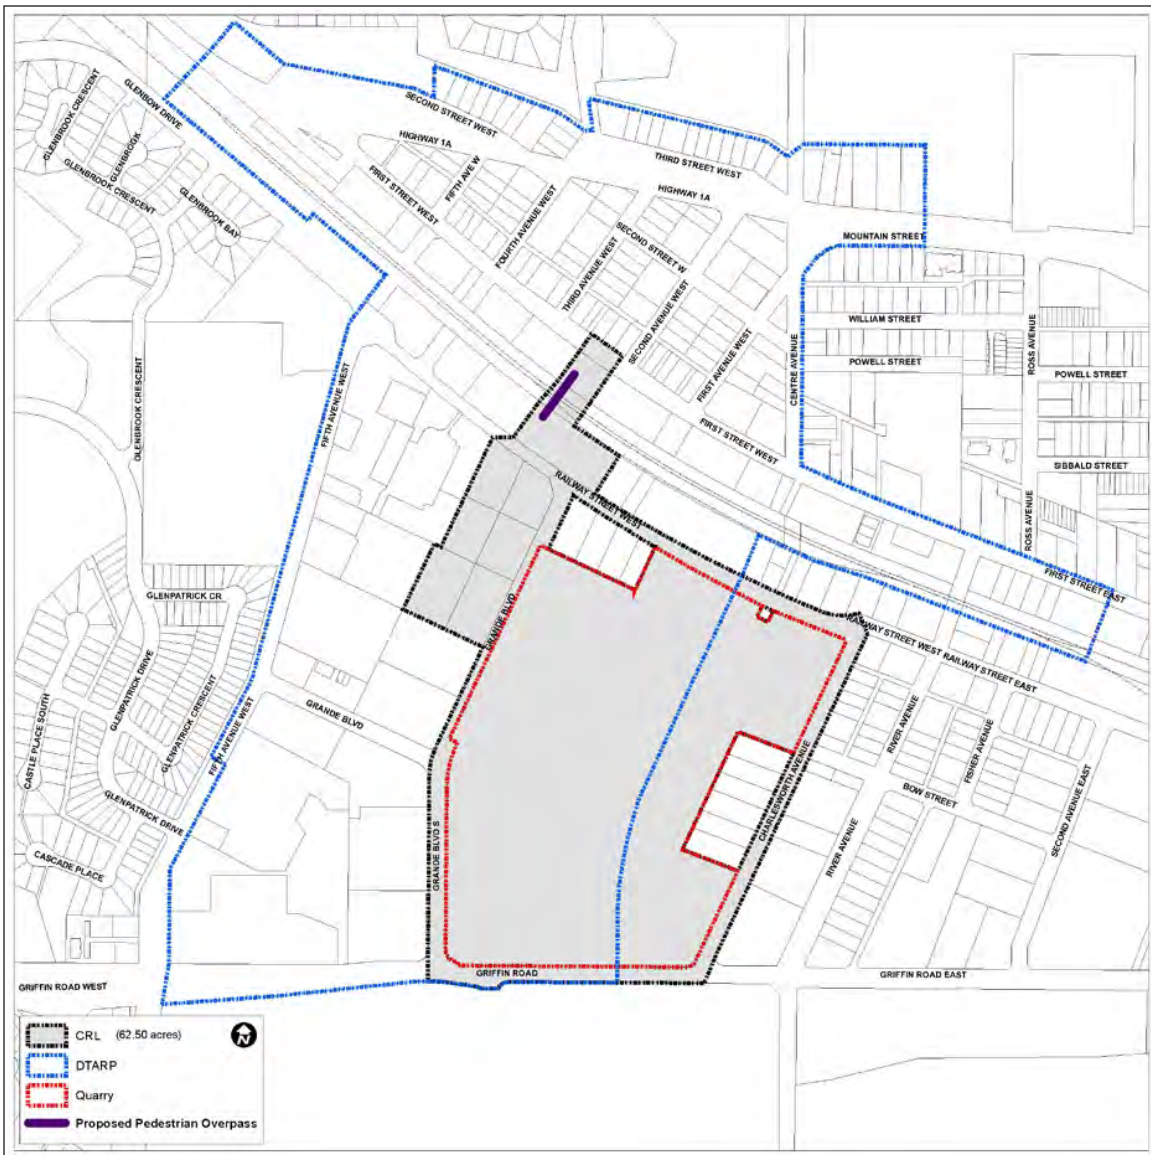 GLENBROOK CRESCENT
GLENBOW DRIVE
GLENBROOK
GLENBROOK CRESCENT
GLENBROOK BAY
SECOND STREET WEST
HIGHWAY 1A
FIFTH AVE W
FIRST STREET WEST
THIRD STREET WEST
HIGHWAY 1A
FOURTH AVENUE WEST
SECOND STREET W
THIRD AVENUE WEST
MOUNTAIN STREET
SECOND AVENUE WEST
WILLIAM STREET
ROSS AVENUE
FIRST AVENUE WEST
CENTRE AVENUE
POWELL STREET
POWELL STREET
GLENBROOK CRESCENT
FIFTH AVENUE WEST
FIRST STREET WEST
SIBBALD STREET
RAILWAY STREET WEST
ROSS AVENUE
FIRST STREET EAST
GLENPATRICK CR
GRANDE BLVD
RAILWAY STREET WEST
RAILWAY STREET EAST
GLENPATRICK DRIVE
GLENPATRICK CRESCENT
CASTLE PLACE SOUTH
FIFTH AVENUE WEST
GRANDE BLVD
RIVER AVENUE
FISHER AVENUE
BOW STREET
CHARLESWORTH AVENUE
SECOND AVENUE EAST
GLENPATRICK DRIVE
CASCADE PLACE
GRANDE BLVD S
RIVER AVENUE
GRIFFIN ROAD
GRIFFIN ROAD EAST
GRIFFIN ROAD WEST
CRL (62.50 acres)
N
DTARP
Quarry
Proposed Pedestrian Overpass